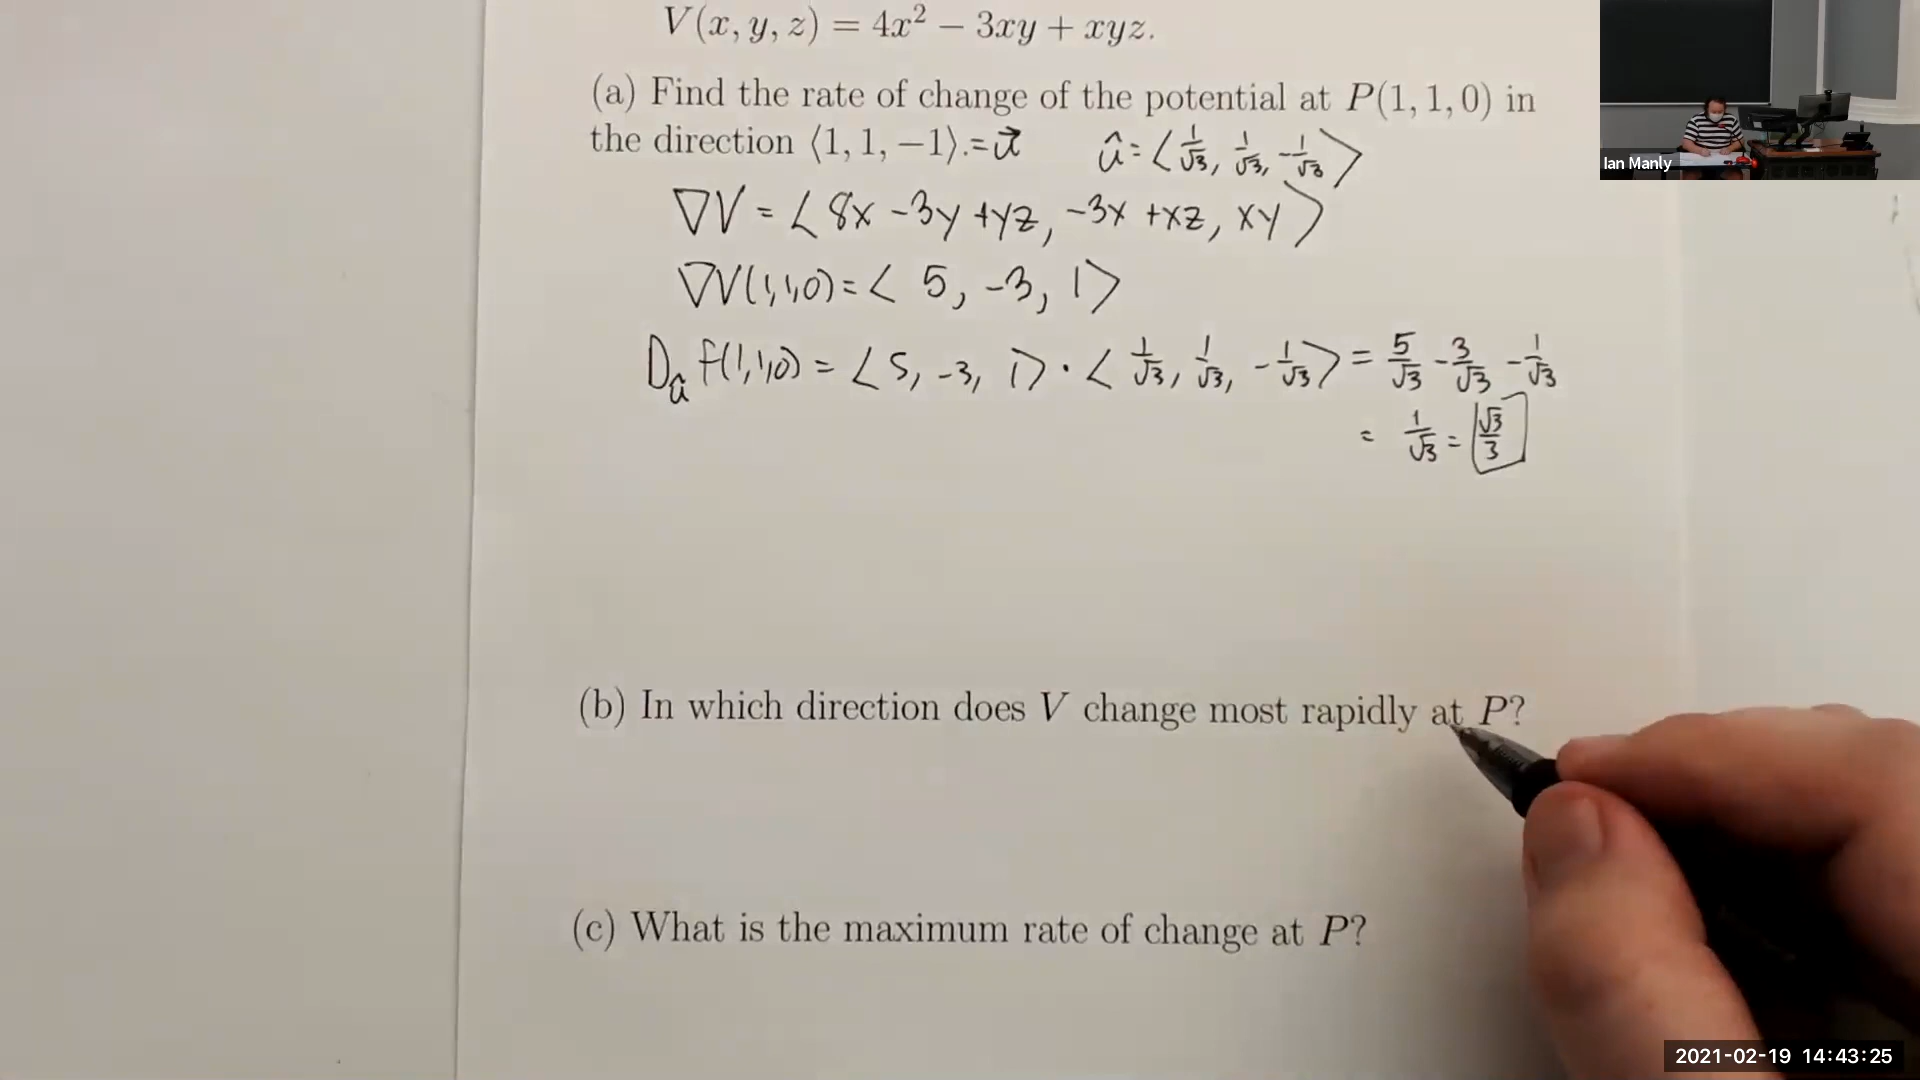 V(x, y, z) = 4x² − 3xy + xyz.
(a) Find the rate of change of the potential at P(1, 1, 0) in
the direction ⟨1, 1, −1⟩. = u⃗   û = ⟨1/√3, 1/√3, -1/√3⟩
∇V = ⟨8x - 3y + yz, -3x + xz, xy⟩
∇V(1,1,0) = ⟨5, -3, 1⟩
D_û f(1,1,0) = ⟨5, -3, 1⟩ · ⟨1/√3, 1/√3, -1/√3⟩ = 5/√3 - 3/√3 - 1/√3
= 1/√3 = √3/3
(b) In which direction does V change most rapidly at P?
(c) What is the maximum rate of change at P?
Ian Manly
2021-02-19 14:43:25